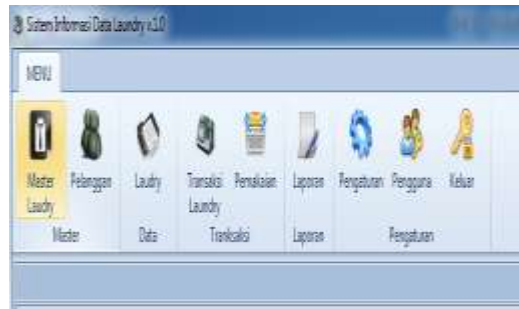 Sistem Informasi Data Laundry v.1.0
MENU
Master Pelanggan Laudry Transaksi Pemakaian Laporan Pengaturan Pengguna Keluar
Laudry Laundry
Master Data Tranksaksi Laporan Pengaturan